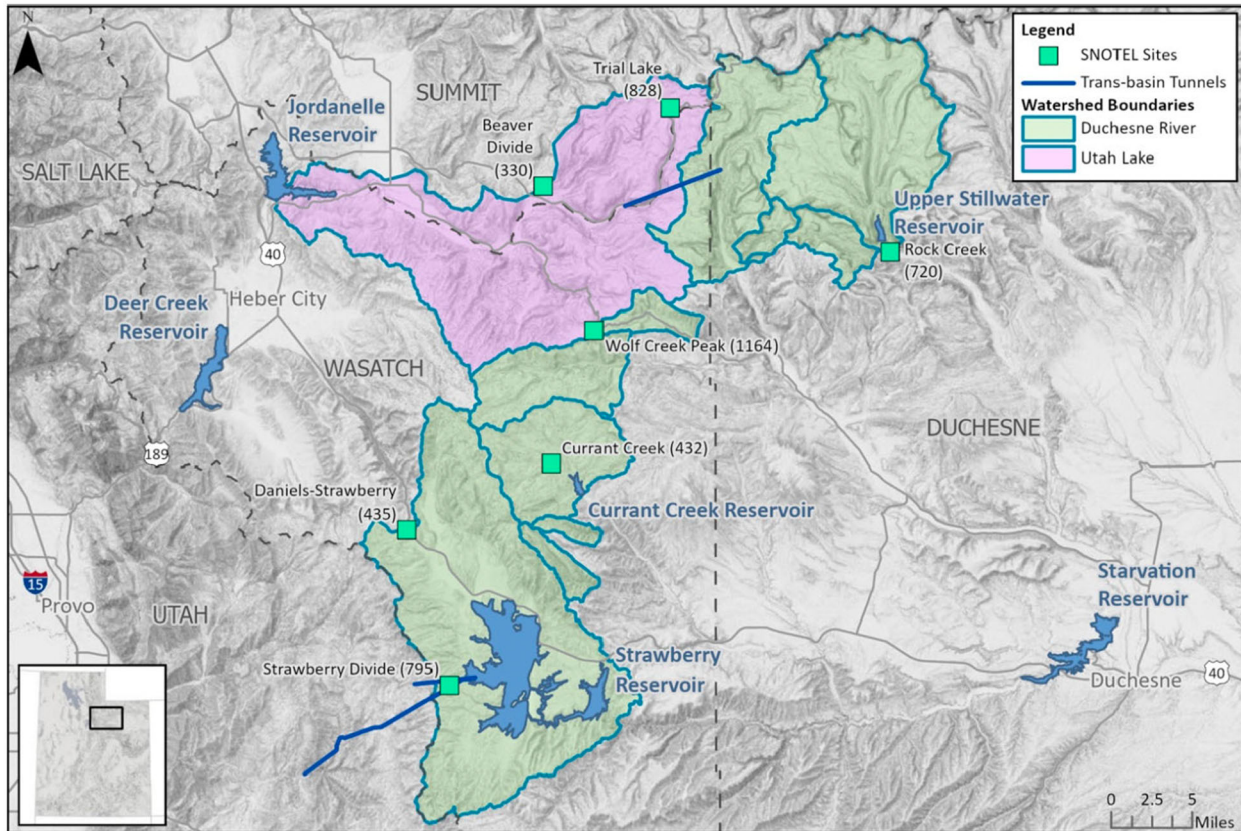 N
Legend
SNOTEL Sites
Trans-basin Tunnels
Watershed Boundaries
Duchesne River
Utah Lake
Trial Lake
(828)
SUMMIT
Jordanelle
Reservoir
Beaver
Divide
(330)
SALT LAKE
Upper Stillwater
Reservoir
Rock Creek
(720)
40
Heber City
Deer Creek
Reservoir
Wolf Creek Peak (1164)
WASATCH
DUCHESNE
189
Currant Creek (432)
Daniels-Strawberry
(435)
Currant Creek Reservoir
15
Provo
UTAH
Starvation
Reservoir
Strawberry Divide (795)
Strawberry
Reservoir
Duchesne
40
0 2.5 5
Miles